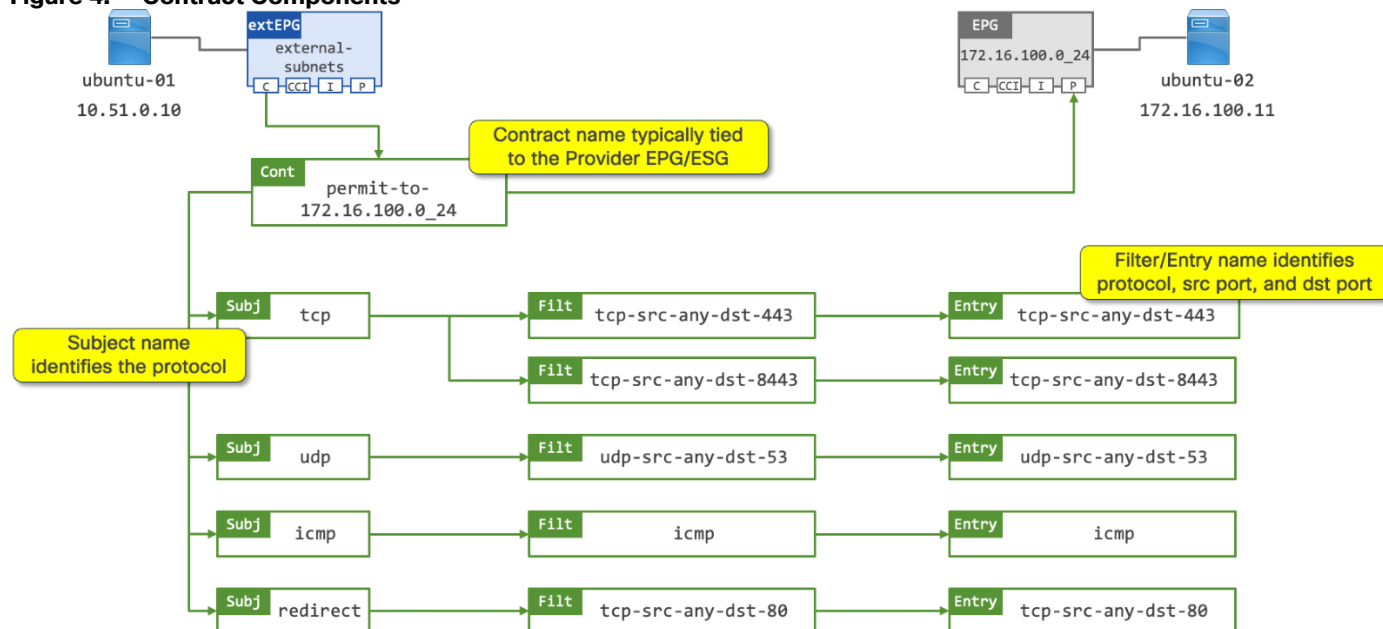 Figure 4. Contract Components
extEPG
external-
subnets
C CCI I P
ubuntu-01
10.51.0.10
EPG
172.16.100.0_24
C CCI I P
ubuntu-02
172.16.100.11
Contract name typically tied
to the Provider EPG/ESG
Cont
permit-to-
172.16.100.0_24
Filter/Entry name identifies
protocol, src port, and dst port
Subj
tcp
Filt
tcp-src-any-dst-443
Entry
tcp-src-any-dst-443
Subject name
identifies the protocol
Filt
tcp-src-any-dst-8443
Entry
tcp-src-any-dst-8443
Subj
udp
Filt
udp-src-any-dst-53
Entry
udp-src-any-dst-53
Subj
icmp
Filt
icmp
Entry
icmp
Subj
redirect
Filt
tcp-src-any-dst-80
Entry
tcp-src-any-dst-80